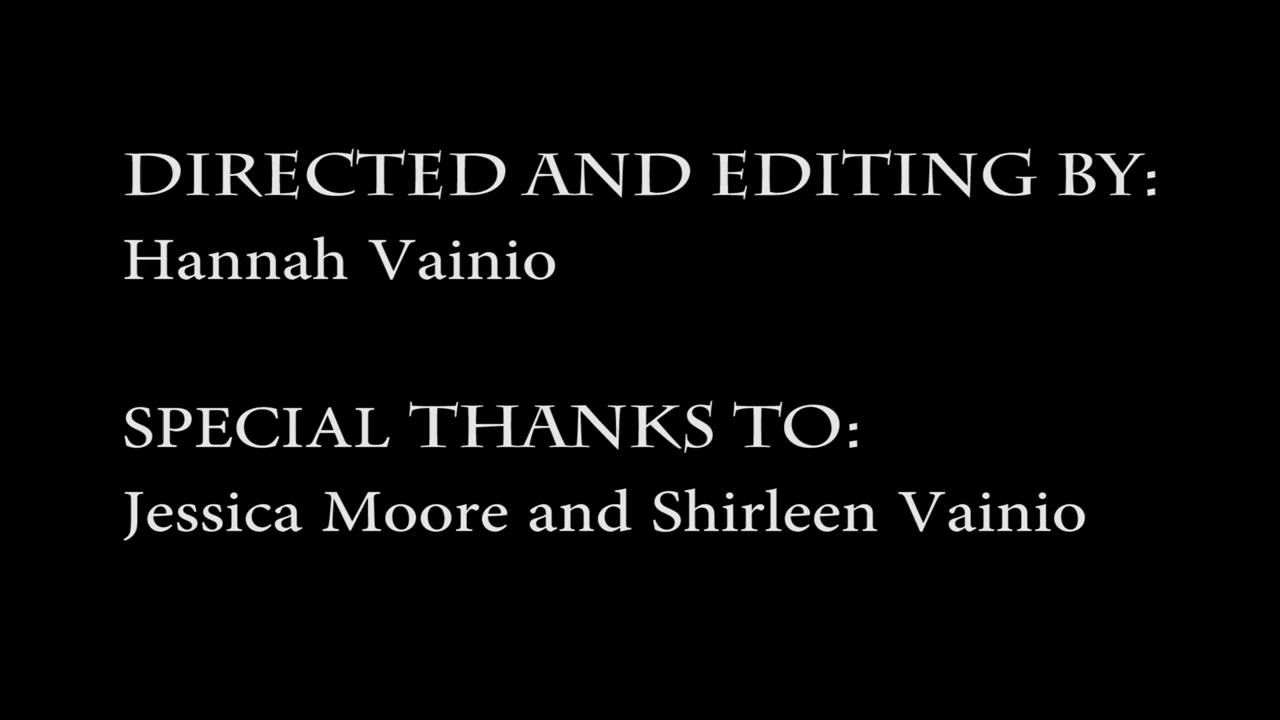 DIRECTED AND EDITING BY:
Hannah Vainio
SPECIAL THANKS TO:
Jessica Moore and Shirleen Vainio